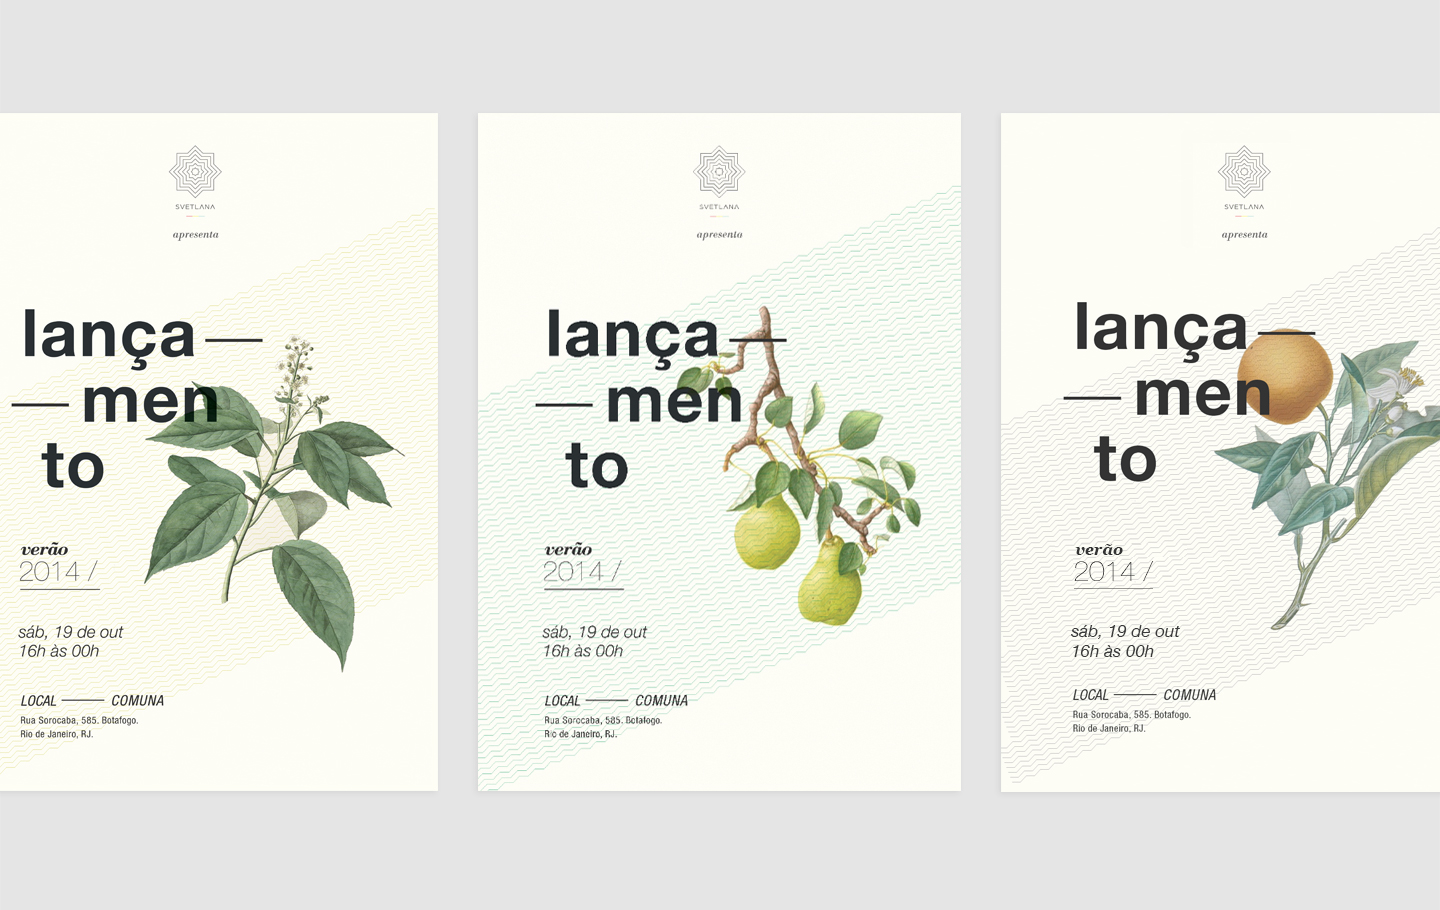 SVETLANA
apresenta
lança—
—men
to
verão
2014 /
sáb, 19 de out
16h às 00h
LOCAL — COMUNA
Rua Sorocaba, 585. Botafogo.
Rio de Janeiro, RJ.
SVETLANA
apresenta
lança—
—men
to
verão
2014 /
sáb, 19 de out
16h às 00h
LOCAL — COMUNA
Rua Sorocaba, 585. Botafogo.
Rio de Janeiro, RJ.
SVETLANA
apresenta
lança—
—men
to
verão
2014 /
sáb, 19 de out
16h às 00h
LOCAL — COMUNA
Rua Sorocaba, 585. Botafogo.
Rio de Janeiro, RJ.